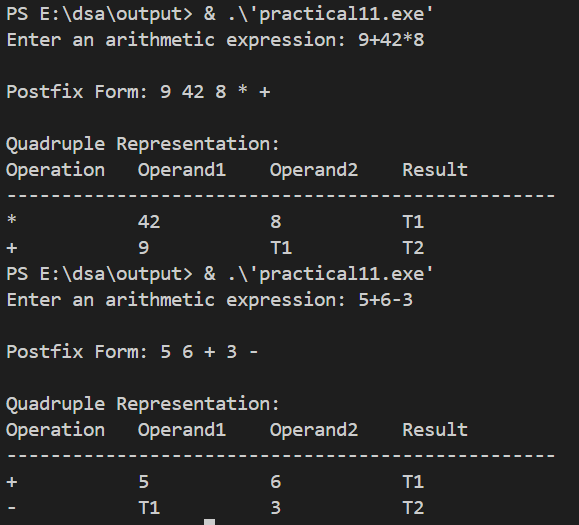 PS E:\dsa\output> & .\'practical11.exe'
Enter an arithmetic expression: 9+42*8
Postfix Form: 9 42 8 * +
Quadruple Representation:
Operation Operand1 Operand2 Result
--------------------------------------------------
* 42 8 T1
+ 9 T1 T2
PS E:\dsa\output> & .\'practical11.exe'
Enter an arithmetic expression: 5+6-3
Postfix Form: 5 6 + 3 -
Quadruple Representation:
Operation Operand1 Operand2 Result
--------------------------------------------------
+ 5 6 T1
- T1 3 T2